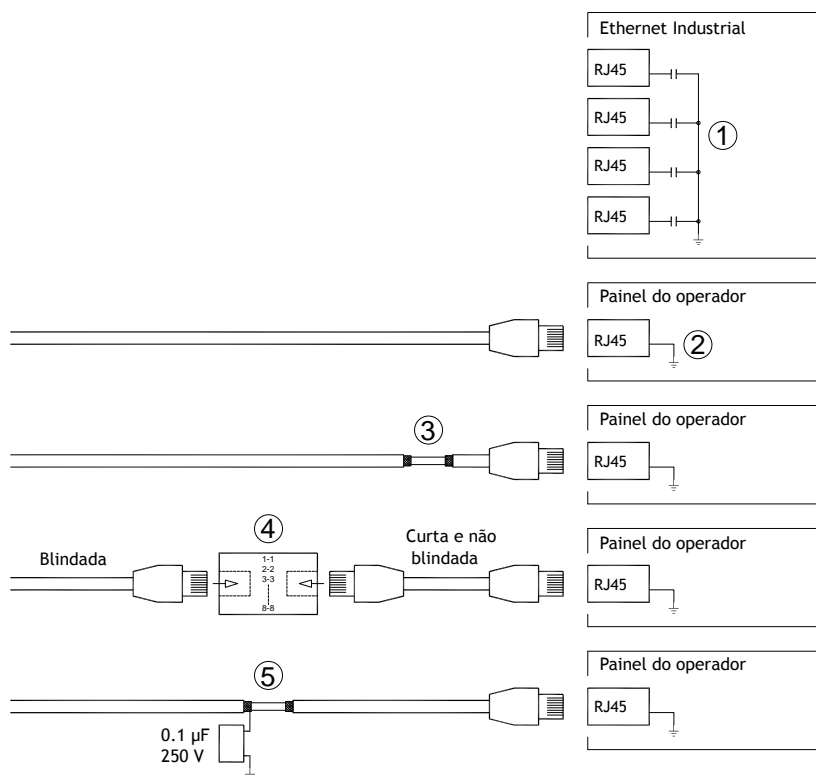 Ethernet Industrial
RJ45
RJ45
1
RJ45
RJ45
Painel do operador
RJ45
2
Painel do operador
3
RJ45
4
Painel do operador
Blindada
Curta e não
blindada
1-1
2-2
3-3
8-8
RJ45
Painel do operador
5
RJ45
0.1 µF
250 V